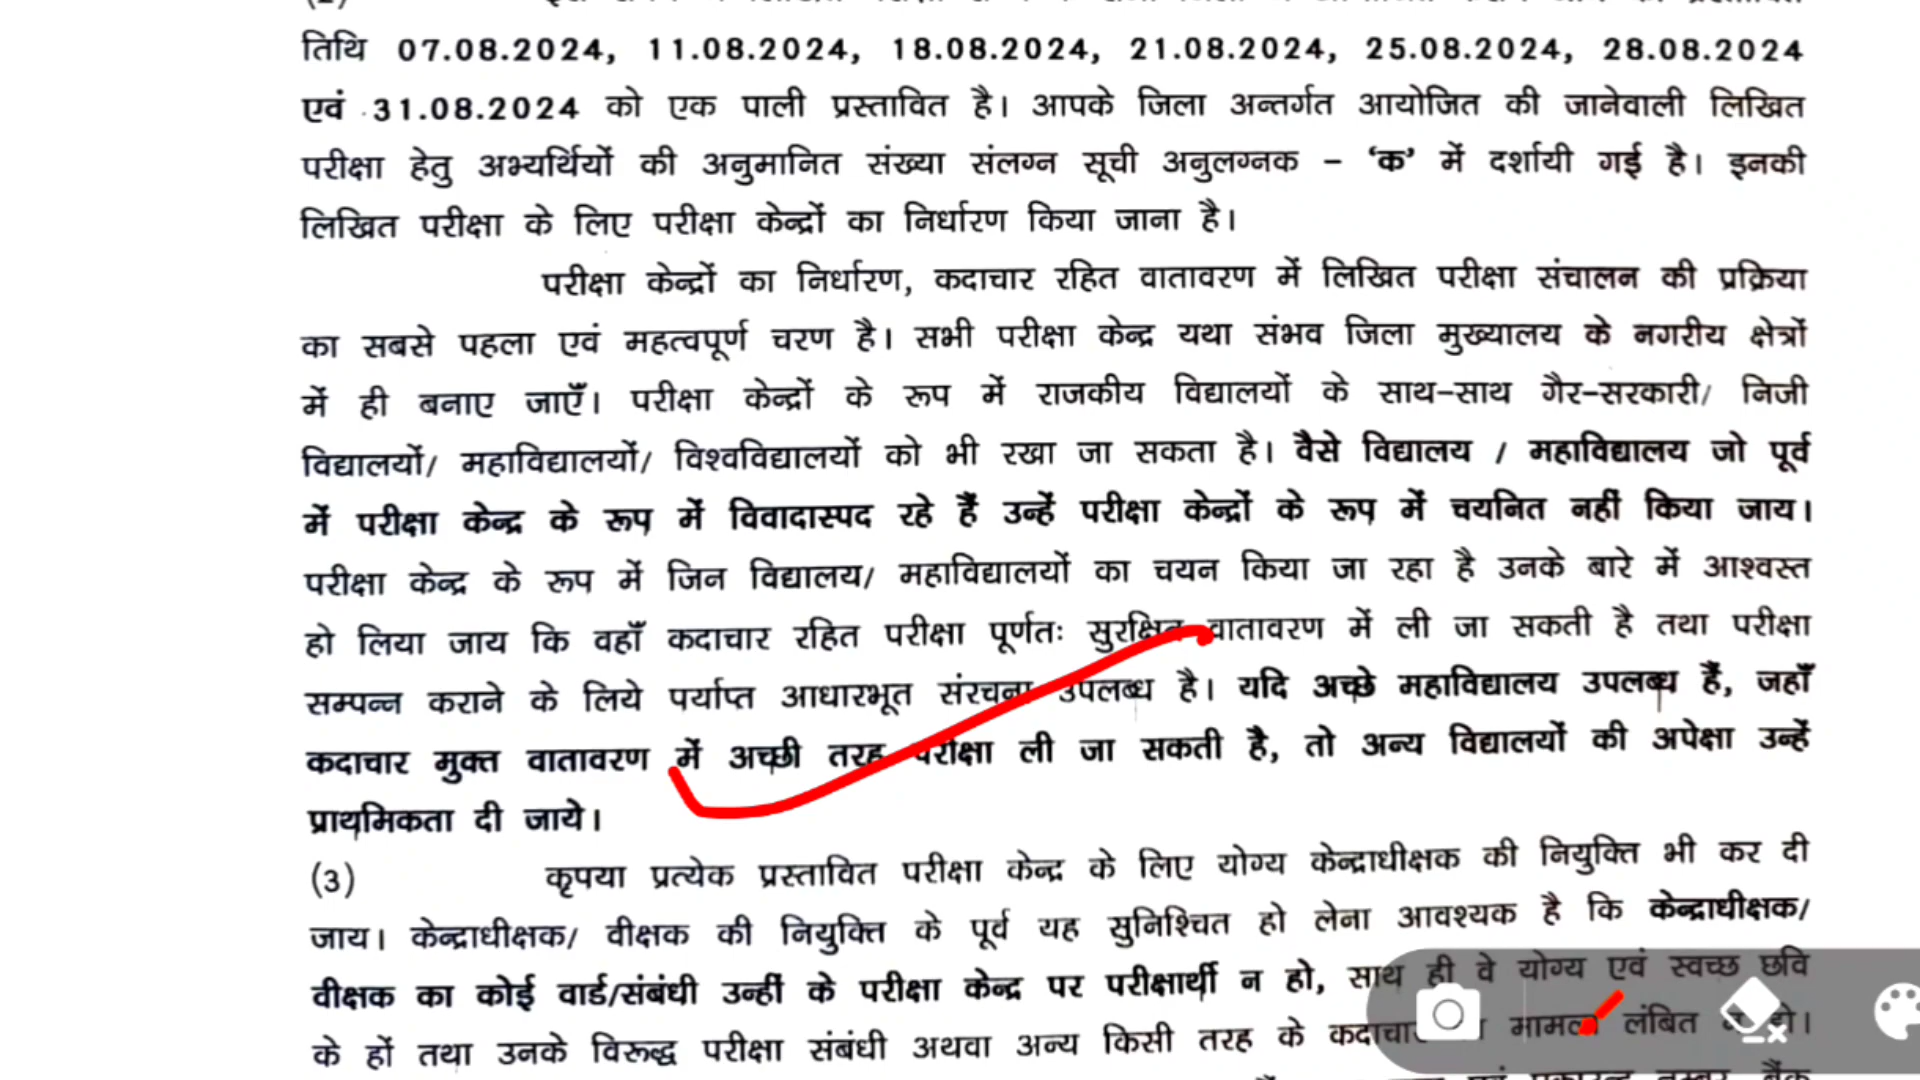 तिथि 07.08.2024, 11.08.2024, 18.08.2024, 21.08.2024, 25.08.2024, 28.08.2024
एवं 31.08.2024 को एक पाली प्रस्तावित है। आपके जिला अन्तर्गत आयोजित की जानेवाली लिखित
परीक्षा हेतु अभ्यर्थियों की अनुमानित संख्या संलग्न सूची अनुलग्नक – ‘क’ में दर्शायी गई है। इनकी
लिखित परीक्षा के लिए परीक्षा केन्द्रों का निर्धारण किया जाना है।
परीक्षा केन्द्रों का निर्धारण, कदाचार रहित वातावरण में लिखित परीक्षा संचालन की प्रक्रिया
का सबसे पहला एवं महत्वपूर्ण चरण है। सभी परीक्षा केन्द्र यथा संभव जिला मुख्यालय के नगरीय क्षेत्रों
में ही बनाए जाएँ। परीक्षा केन्द्रों के रूप में राजकीय विद्यालयों के साथ-साथ गैर-सरकारी/ निजी
विद्यालयों/ महाविद्यालयों/ विश्वविद्यालयों को भी रखा जा सकता है। वैसे विद्यालय / महाविद्यालय जो पूर्व
में परीक्षा केन्द्र के रूप में विवादास्पद रहे हैं उन्हें परीक्षा केन्द्रों के रूप में चयनित नहीं किया जाय।
परीक्षा केन्द्र के रूप में जिन विद्यालय/ महाविद्यालयों का चयन किया जा रहा है उनके बारे में आश्वस्त
हो लिया जाय कि वहाँ कदाचार रहित परीक्षा पूर्णतः सुरक्षित वातावरण में ली जा सकती है तथा परीक्षा
सम्पन्न कराने के लिये पर्याप्त आधारभूत संरचना उपलब्ध है। यदि अच्छे महाविद्यालय उपलब्ध हैं, जहाँ
कदाचार मुक्त वातावरण में अच्छी तरह परीक्षा ली जा सकती है, तो अन्य विद्यालयों की अपेक्षा उन्हें
प्राथमिकता दी जाये।
(3) कृपया प्रत्येक प्रस्तावित परीक्षा केन्द्र के लिए योग्य केन्द्राधीक्षक की नियुक्ति भी कर दी
जाय। केन्द्राधीक्षक/ वीक्षक की नियुक्ति के पूर्व यह सुनिश्चित हो लेना आवश्यक है कि केन्द्राधीक्षक/
वीक्षक का कोई वार्ड/संबंधी उन्हीं के परीक्षा केन्द्र पर परीक्षार्थी न हो, साथ ही वे योग्य एवं स्वच्छ छवि
के हों तथा उनके विरूद्ध परीक्षा संबंधी अथवा अन्य किसी तरह के कदाचार मामला लंबित न हो।